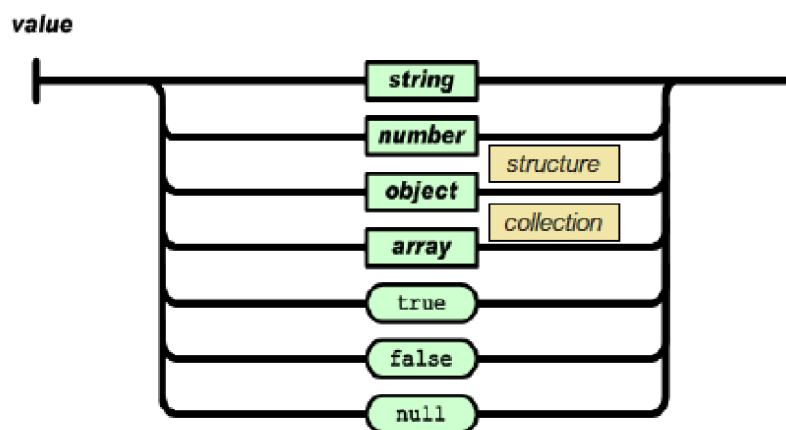 value
string
number
structure
object
collection
array
true
false
null